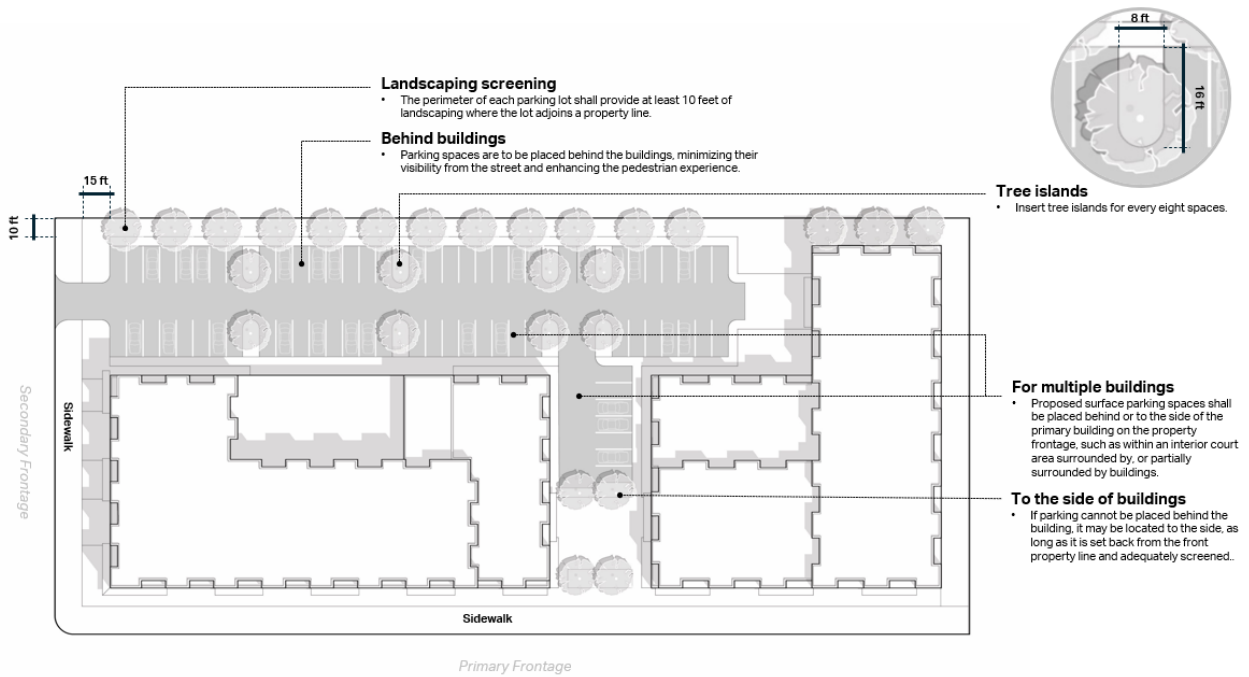 8 ft
16 ft
Landscaping screening
• The perimeter of each parking lot shall provide at least 10 feet of
landscaping where the lot adjoins a property line.
Behind buildings
• Parking spaces are to be placed behind the buildings, minimizing their
visibility from the street and enhancing the pedestrian experience.
15 ft
10 ft
Tree islands
• Insert tree islands for every eight spaces.
For multiple buildings
• Proposed surface parking spaces shall
be placed behind or to the side of the
primary building on the property
frontage, such as within an interior court
area surrounded by, or partially
surrounded by buildings.
To the side of buildings
• If parking cannot be placed behind the
building, it may be located to the side, as
long as it is set back from the front
property line and adequately screened..
Secondary Frontage
Sidewalk
Sidewalk
Primary Frontage